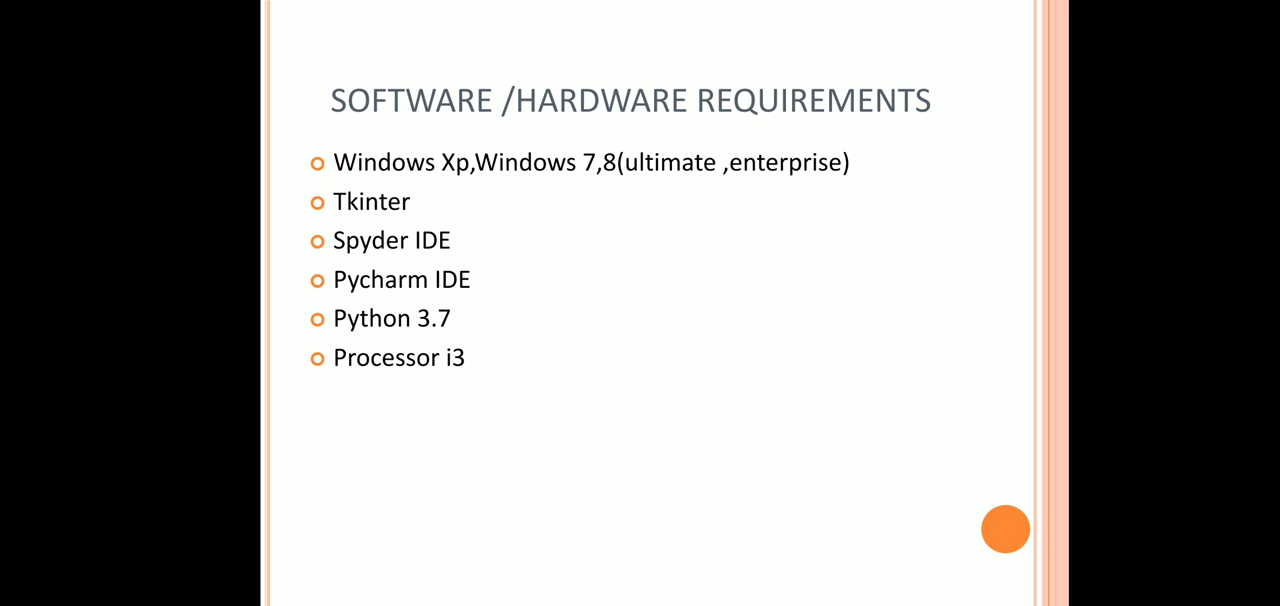 SOFTWARE /HARDWARE REQUIREMENTS
Windows Xp,Windows 7,8(ultimate ,enterprise)
Tkinter
Spyder IDE
Pycharm IDE
Python 3.7
Processor i3